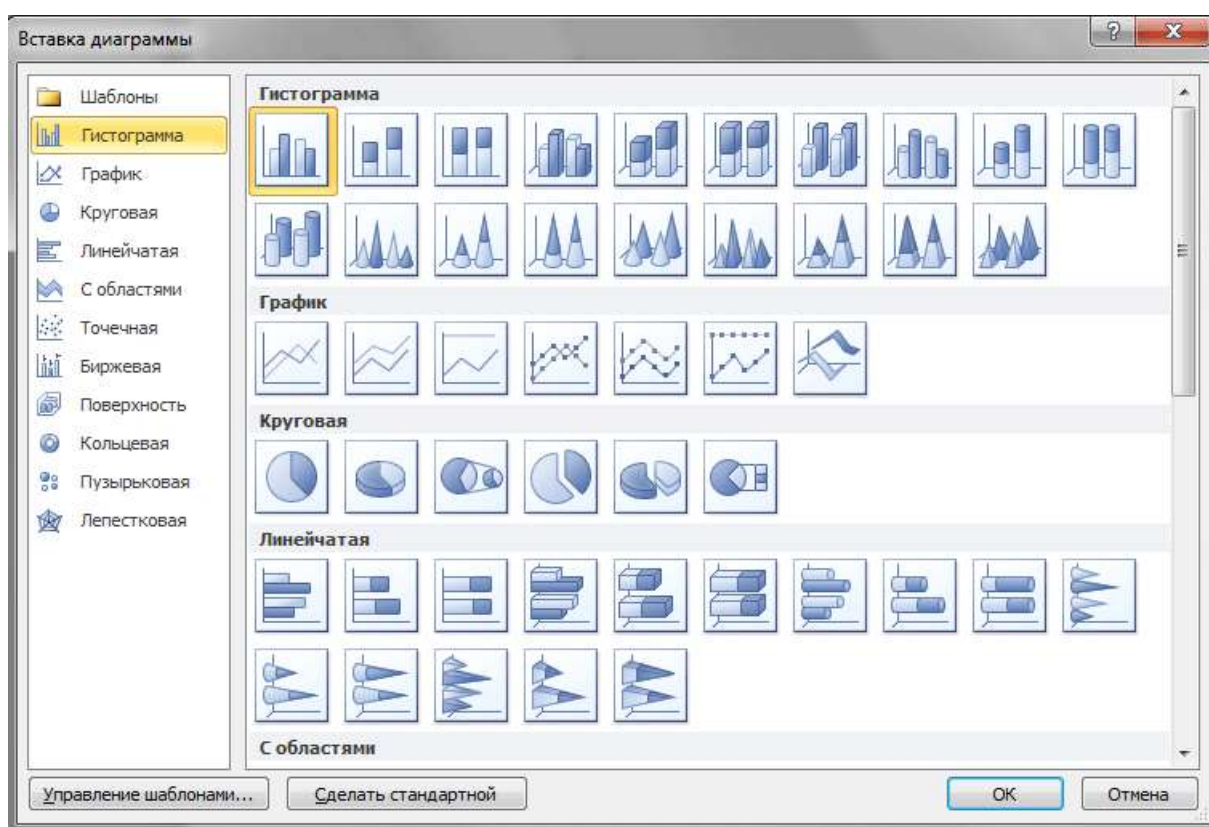 Вставка диаграммы
Шаблоны
Гистограмма
График
Круговая
Линейчатая
С областями
Точечная
Биржевая
Поверхность
Кольцевая
Пузырьковая
Лепестковая
Гистограмма
График
Круговая
Линейчатая
С областями
Управление шаблонами...
Сделать стандартной
ОК
Отмена